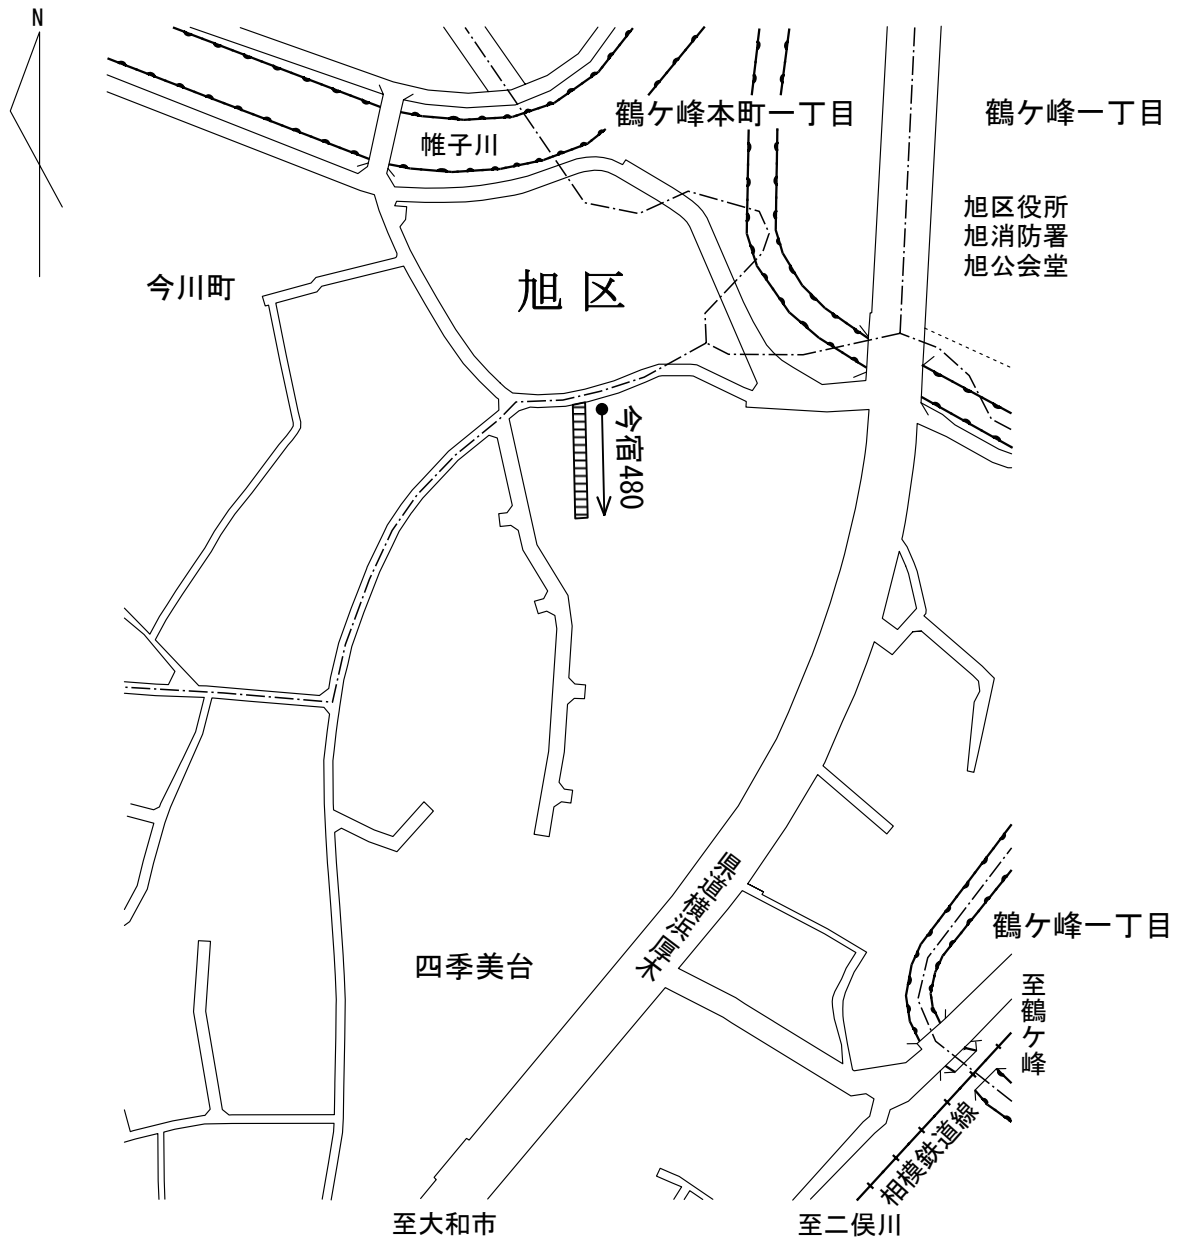 N
鶴ケ峰本町一丁目
鶴ケ峰一丁目
帷子川
旭区役所
旭消防署
旭公会堂
今川町
旭区
今宿480
県道横浜厚木
四季美台
鶴ケ峰一丁目
至鶴ケ峰
相模鉄道線
至大和市
至二俣川